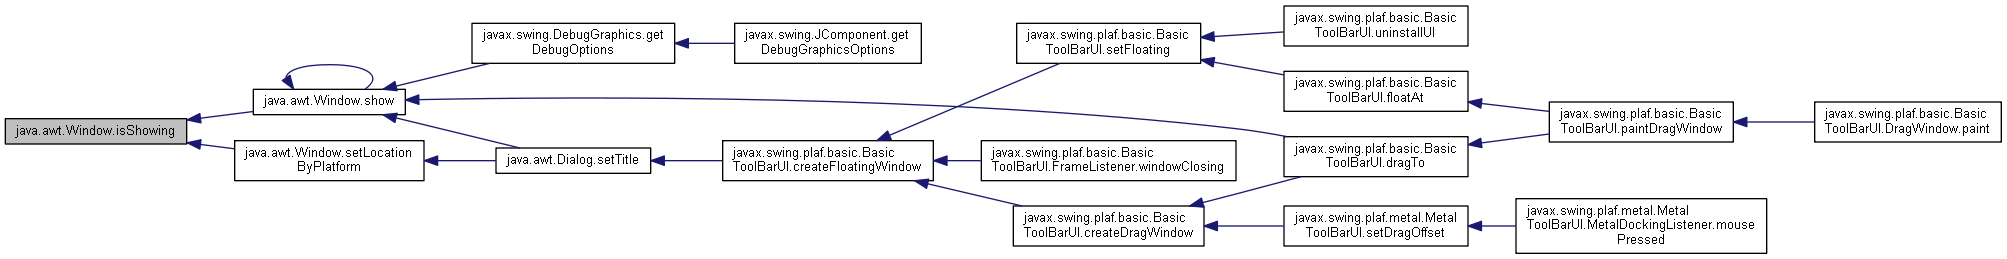 java.awt.Window.isShowing
java.awt.Window.show
java.awt.Window.setLocation
ByPlatform
javax.swing.DebugGraphics.get
DebugOptions
java.awt.Dialog.setTitle
javax.swing.JComponent.get
DebugGraphicsOptions
javax.swing.plaf.basic.Basic
ToolBarUI.createFloatingWindow
javax.swing.plaf.basic.Basic
ToolBarUI.setFloating
javax.swing.plaf.basic.Basic
ToolBarUI.FrameListener.windowClosing
javax.swing.plaf.basic.Basic
ToolBarUI.createDragWindow
javax.swing.plaf.basic.Basic
ToolBarUI.uninstallUI
javax.swing.plaf.basic.Basic
ToolBarUI.floatAt
javax.swing.plaf.basic.Basic
ToolBarUI.dragTo
javax.swing.plaf.metal.Metal
ToolBarUI.setDragOffset
javax.swing.plaf.basic.Basic
ToolBarUI.paintDragWindow
javax.swing.plaf.metal.Metal
ToolBarUI.MetalDockingListener.mouse
Pressed
javax.swing.plaf.basic.Basic
ToolBarUI.DragWindow.paint